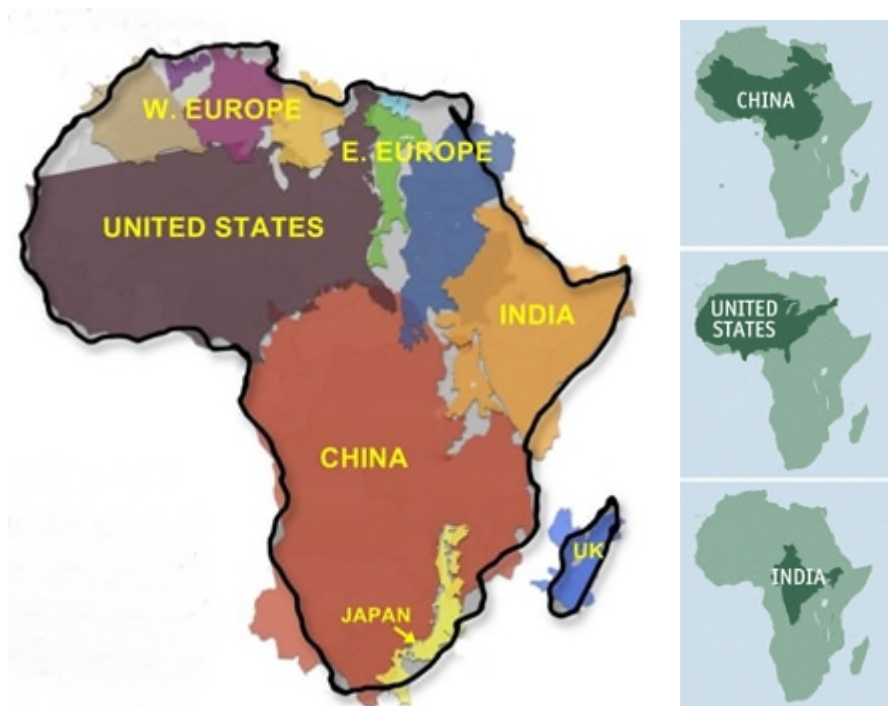 W. EUROPE
E. EUROPE
UNITED STATES
INDIA
CHINA
UK
JAPAN
CHINA
UNITED
STATES
INDIA